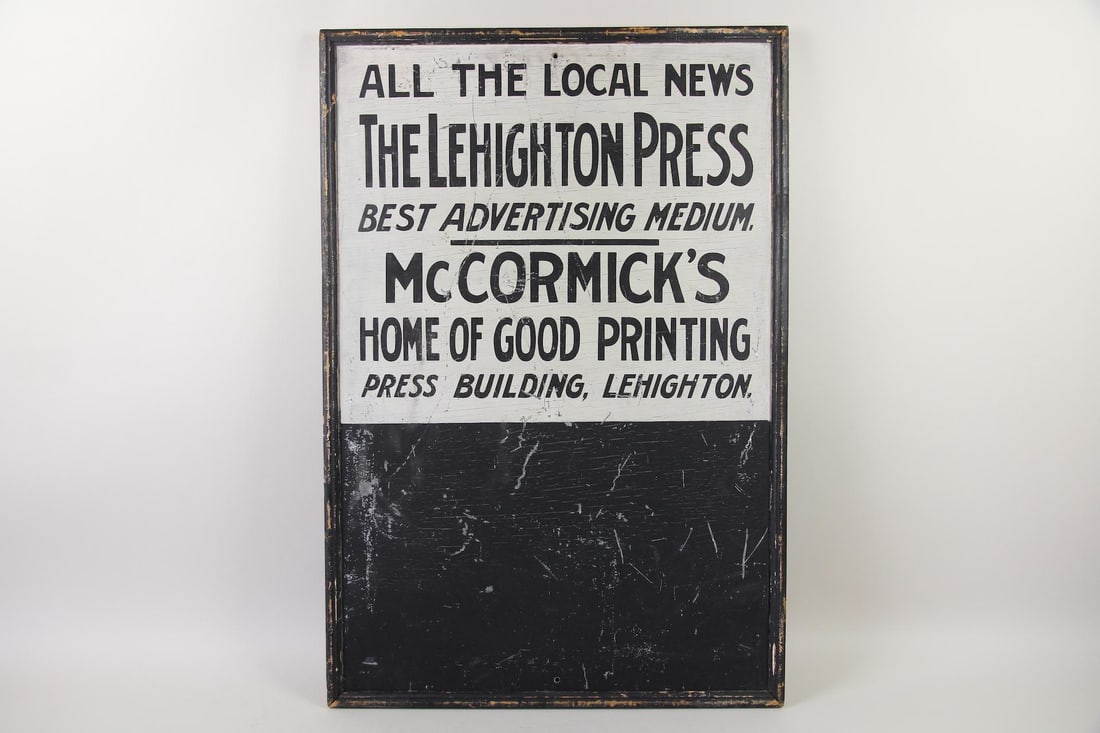 ALL THE LOCAL NEWS
THE LEHIGHTON PRESS
BEST ADVERTISING MEDIUM.
McCORMICK'S
HOME OF GOOD PRINTING
PRESS BUILDING, LEHIGHTON.